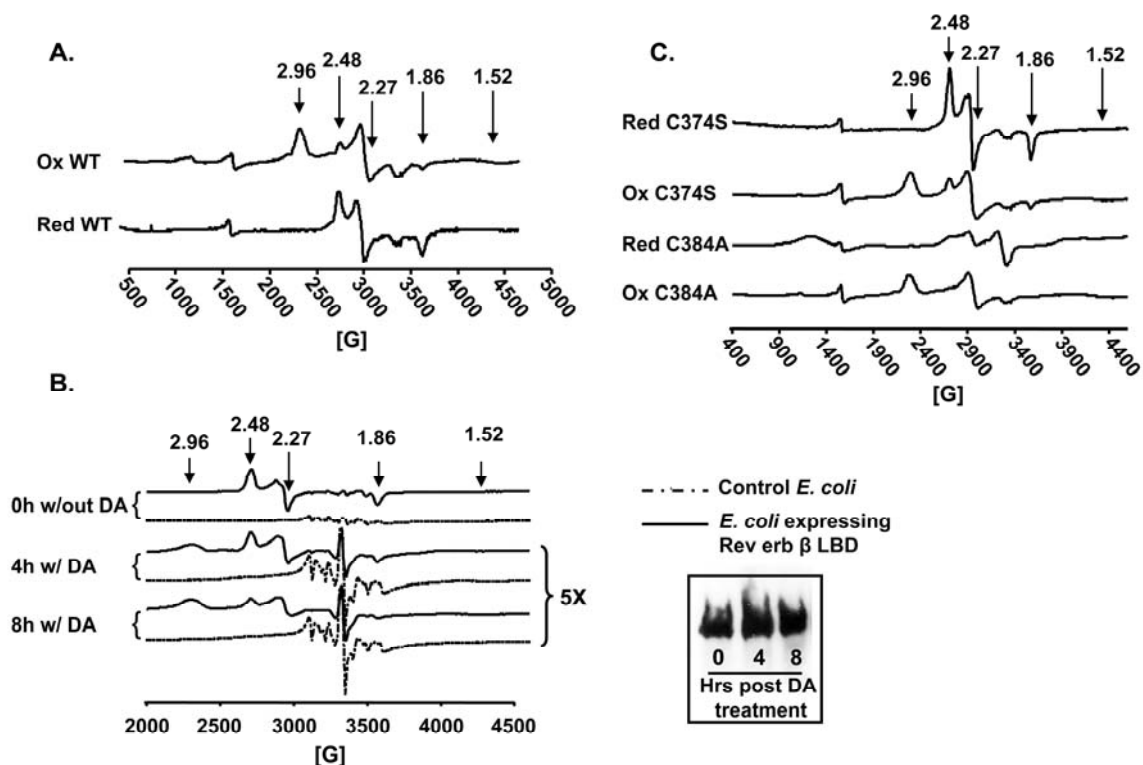 A.
2.96
2.48
2.27
1.86
1.52
Ox WT
Red WT
500
1000
1500
2000
2500
3000
3500
4000
4500
5000
[G]
B.
2.96
2.48
2.27
1.86
1.52
0h w/out DA
4h w/ DA
8h w/ DA
5X
2000
2500
3000
3500
4000
4500
[G]
C.
2.96
2.48
2.27
1.86
1.52
Red C374S
Ox C374S
Red C384A
Ox C384A
400
900
1400
1900
2400
2900
3400
3900
4400
[G]
Control E. coli
E. coli expressing
Rev erb β LBD
0 4 8
Hrs post DA
treatment